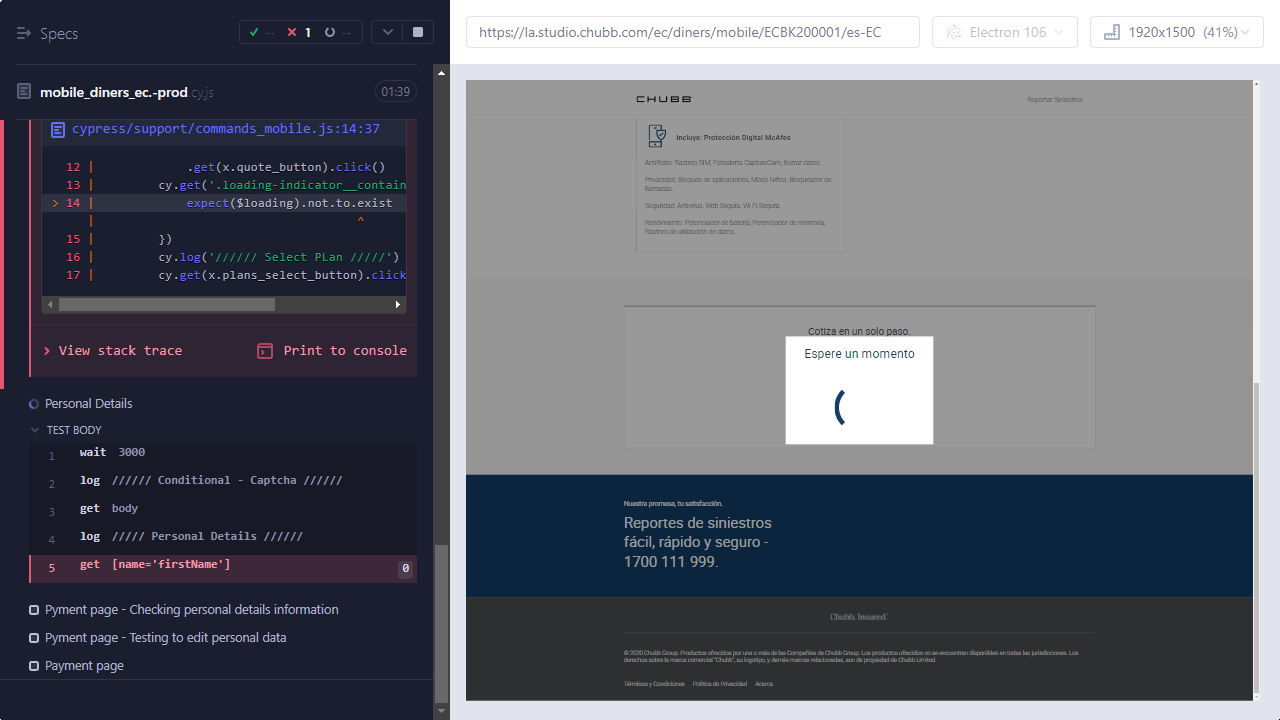 Specs
-- 1 --
mobile_diners_ec.-prod.cy.js 01:39
cypress/support/commands_mobile.js:14:37
12 | .get(x.quote_button).click()
13 | cy.get('.loading-indicator__contain
> 14 | expect($loading).not.to.exist
| ^
15 | })
16 | cy.log('////// Select PLan /////')
17 | cy.get(x.plans_select_button).click
View stack trace
Print to console
Personal Details
TEST BODY
1 wait 3000
2 log ////// Conditional - Captcha //////
3 get body
4 log ///// Personal Details //////
5 get [name='firstName'] 0
Pyment page - Checking personal details information
Pyment page - Testing to edit personal data
Payment page
https://la.studio.chubb.com/ec/diners/mobile/ECBK200001/es-EC
Electron 106
1920x1500 (41%)
CHUBB
Reportar Siniestros
Incluye: Protección Digital McAfee
AntiRobo: Rastreo SIM, Fotoalerta CaptureCam, Borrar datos.
Privacidad: Bloqueo de aplicaciones, Modo Niños, Bloqueador de
llamadas.
Seguridad: Antivirus, Web Segura, Wi Fi Segura
Rendimento: Potenciador de batería, Potenciador de memoria,
Rastreo de utilización de datos.
Cotiza en un solo paso.
Espere un momento
Nuestra promesa, tu satisfacción.
Reportes de siniestros
fácil, rápido y seguro -
1700 111 999.
Chubb. Insured.
© 2020 Chubb Group. Productos ofrecidos por una o más de las Compañías de Chubb Group. Los productos ofrecidos no se encuentran disponibles en todas las jurisdicciones. Los
derechos sobre la marca comercial "Chubb", su logotipo, y demás marcas relacionadas, son de propiedad de Chubb Limited.
Términos y Condiciones Política de Privacidad Acerca